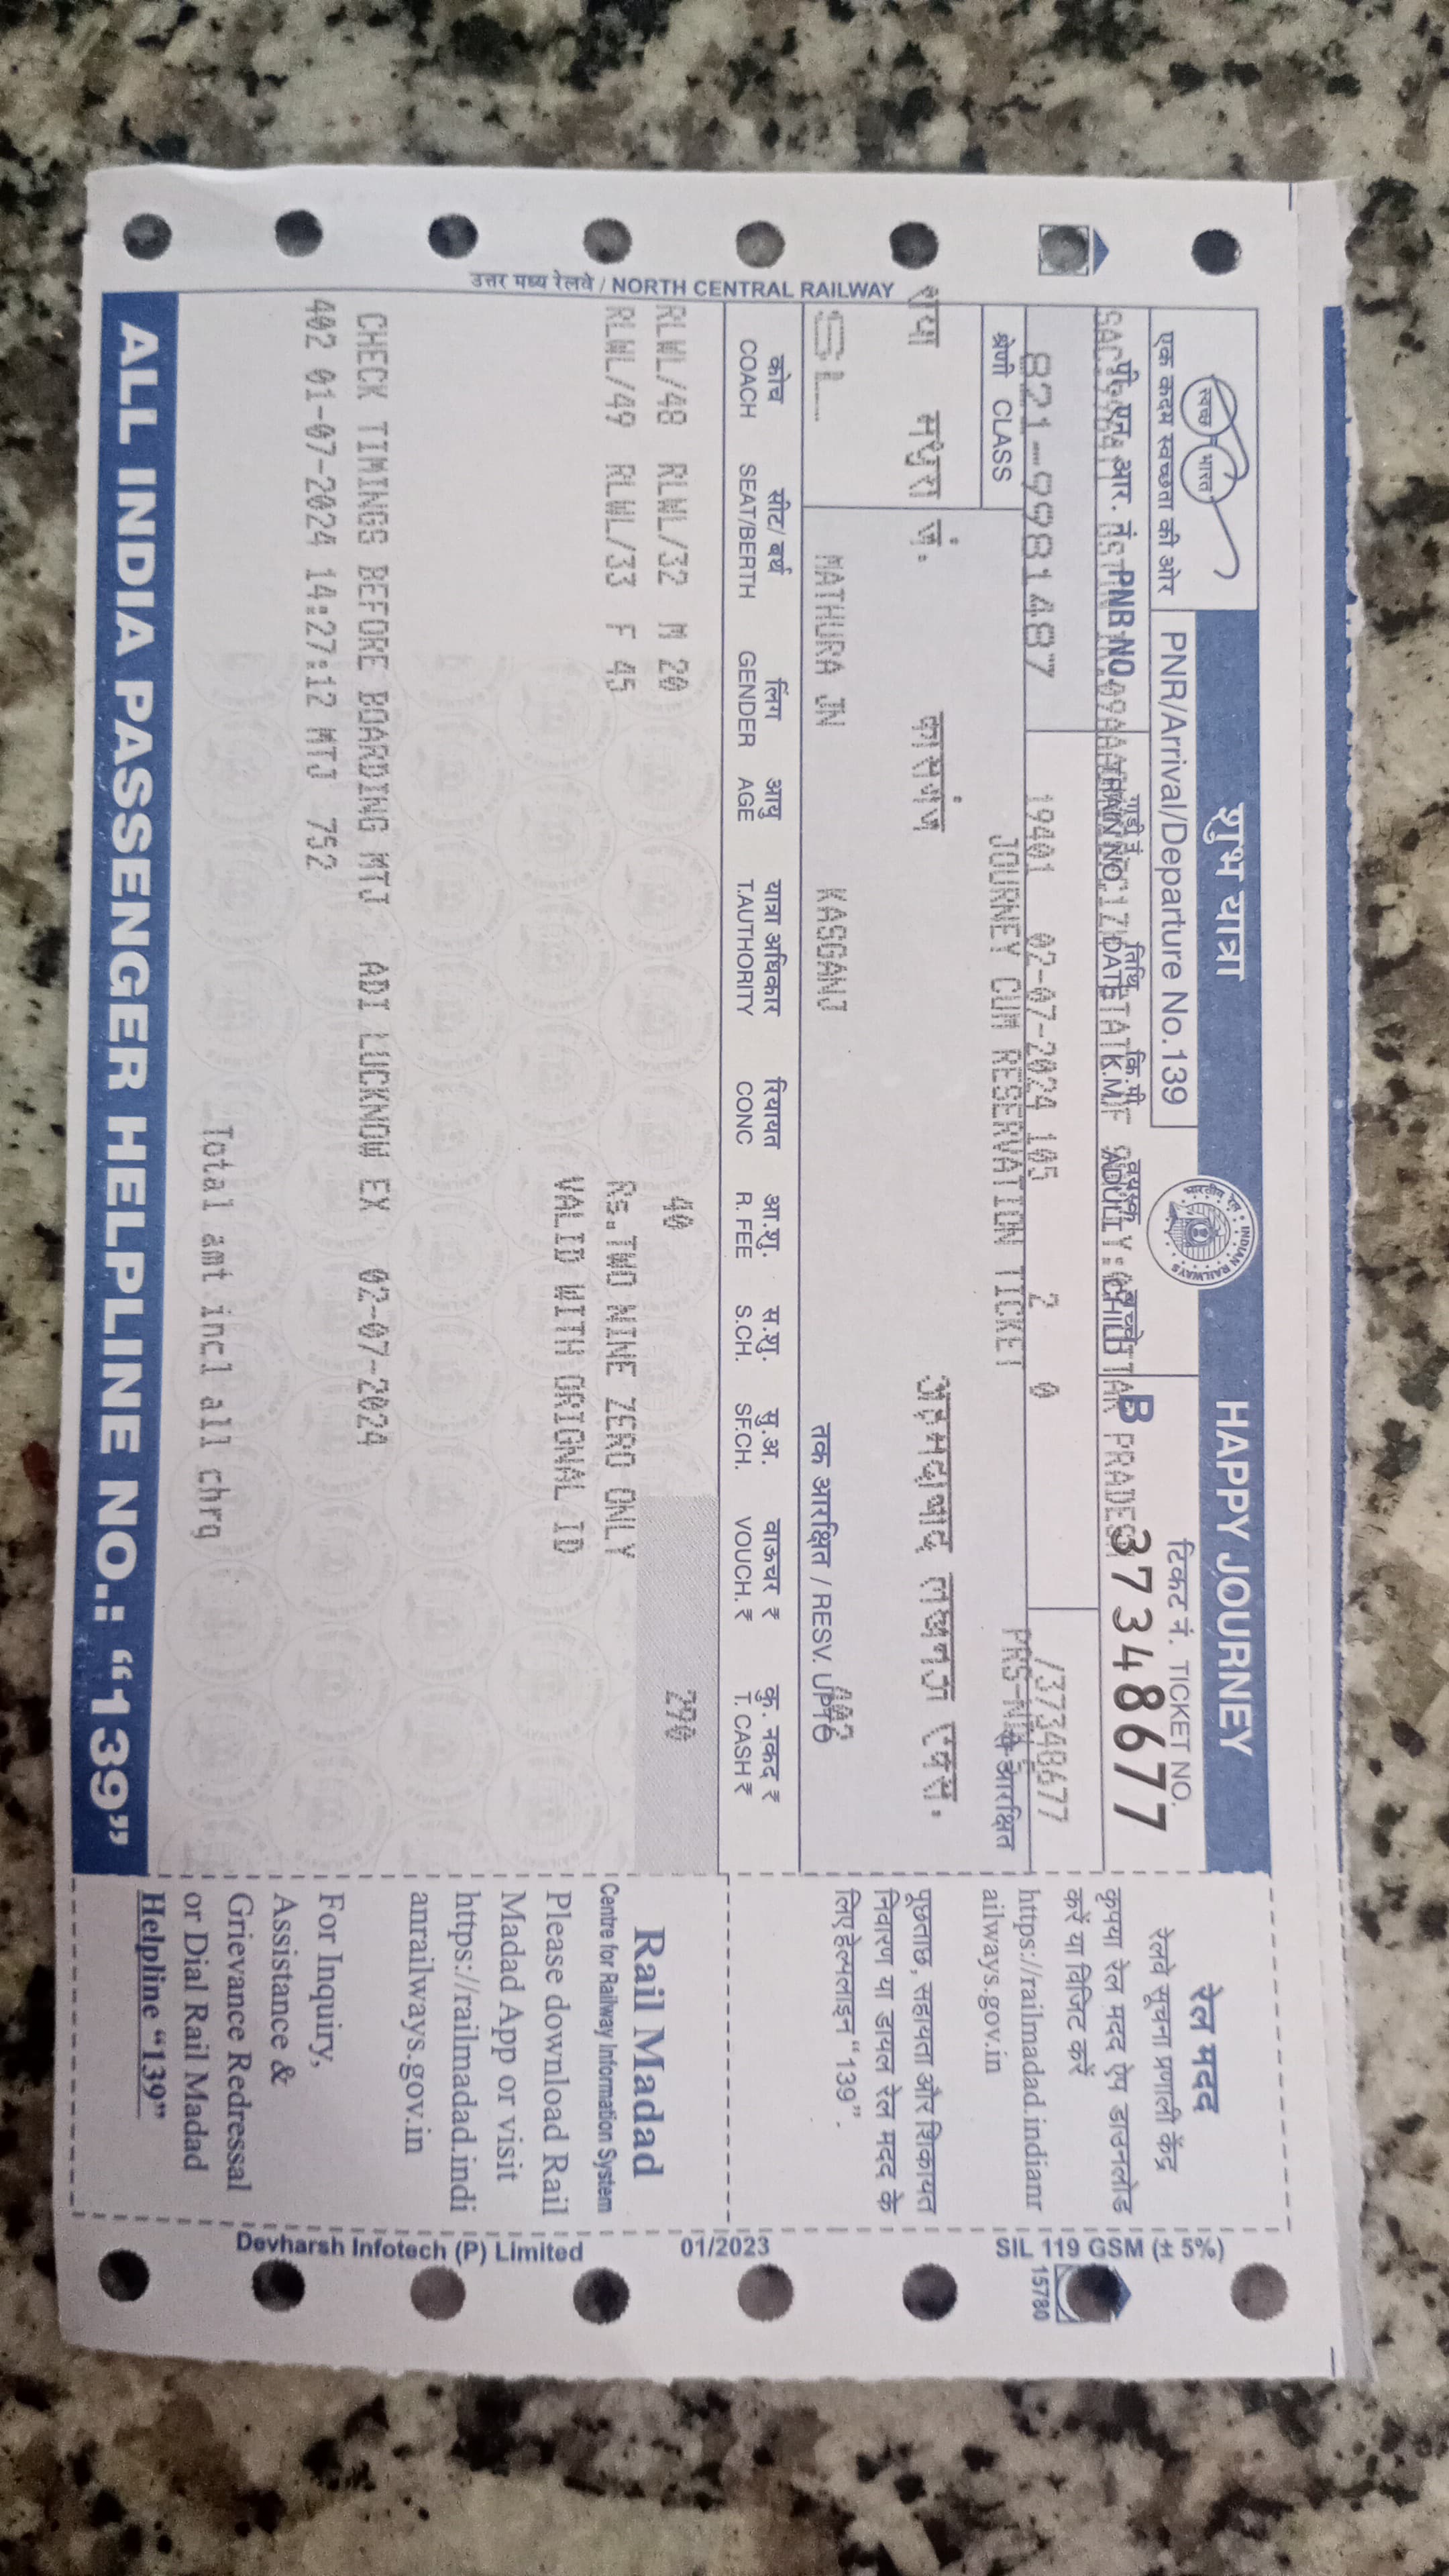 शुभ यात्रा
HAPPY JOURNEY
स्वच्छ भारत
एक कदम स्वच्छता की ओर
PNR/Arrival/Departure No.139
भारतीय रेल • INDIAN RAILWAYS
टिकट नं. TICKET NO.
B 37348677
पी. एन. आर. नं. PNR NO.
गाड़ी नं. TRAIN NO.
तिथि DATE
कि.मी. K.M.
वयस्क ADULT
बच्चे CHILD
PRADESH
821-9981487
19401 02-07-2024 105 2 0
/37348677
श्रेणी CLASS
JOURNEY CUM RESERVATION TICKET
से आरक्षित
शय्या मथुरा जं. कासगंज अहमदाबाद लखनऊ एक्स.
SL MATHURA JN KASGANJ
तक आरक्षित / RESV. UPTO
402
कोच COACH
सीट/ बर्थ SEAT/BERTH
लिंग GENDER
आयु AGE
यात्रा अधिकार T.AUTHORITY
रियायत CONC
आ.शु. R. FEE
स.शु. S.CH.
सु.अ. SF.CH.
वाऊचर ₹ VOUCH. ₹
कु. नकद ₹ T. CASH ₹
RLWL/48 RLWL/32 M 20 40 290
RLWL/49 RLWL/33 F 45 Rs.TWO NINE ZERO ONLY
VALID WITH ORIGNAL ID
CHECK TIMINGS BEFORE BOARDING MTJ ADI LUCKNOW EX 02-07-2024
402 01-07-2024 14:27:12 MTJ 752
Total amt incl all chrg
ALL INDIA PASSENGER HELPLINE NO.: “139”
उत्तर मध्य रेलवे / NORTH CENTRAL RAILWAY
रेल मदद
रेलवे सूचना प्रणाली केंद्र
कृपया रेल मदद ऐप डाउनलोड
करें या विजिट करें
https://railmadad.indianr
ailways.gov.in
पूछताछ, सहायता और शिकायत
निवारण या डायल रेल मदद के
लिए हेल्पलाइन “139”.
Rail Madad
Centre for Railway Information System
Please download Rail
Madad App or visit
https://railmadad.indi
anrailways.gov.in
For Inquiry,
Assistance &
Grievance Redressal
or Dial Rail Madad
Helpline “139”
Devharsh Infotech (P) Limited
01/2023
SIL 119 GSM (± 5%)
15780